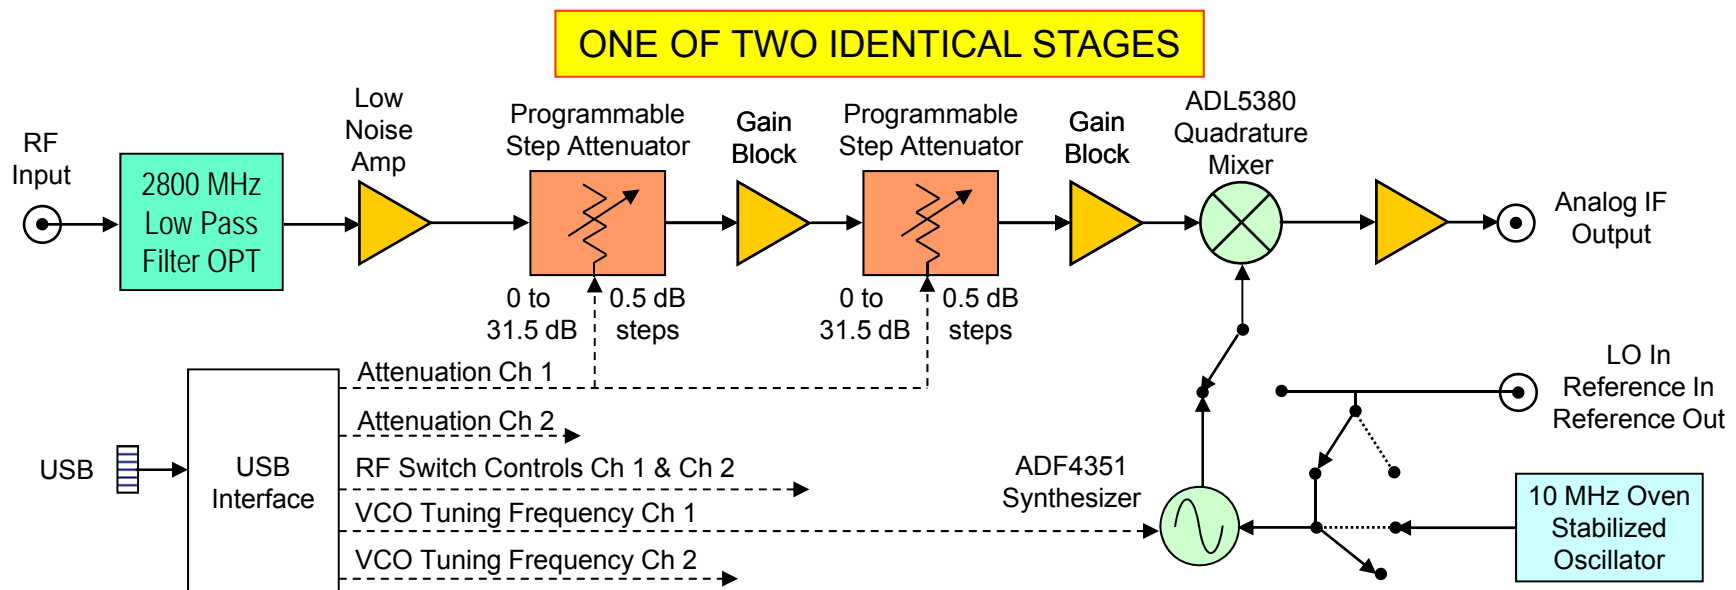 ONE OF TWO IDENTICAL STAGES
RF
Input
2800 MHz
Low Pass
Filter OPT
Low
Noise
Amp
Programmable
Step Attenuator
0 to
31.5 dB
0.5 dB
steps
Gain
Block
Programmable
Step Attenuator
0 to
31.5 dB
0.5 dB
steps
Gain
Block
ADL5380
Quadrature
Mixer
Analog IF
Output
USB
USB
Interface
Attenuation Ch 1
Attenuation Ch 2
RF Switch Controls Ch 1 & Ch 2
VCO Tuning Frequency Ch 1
VCO Tuning Frequency Ch 2
ADF4351
Synthesizer
LO In
Reference In
Reference Out
10 MHz Oven
Stabilized
Oscillator